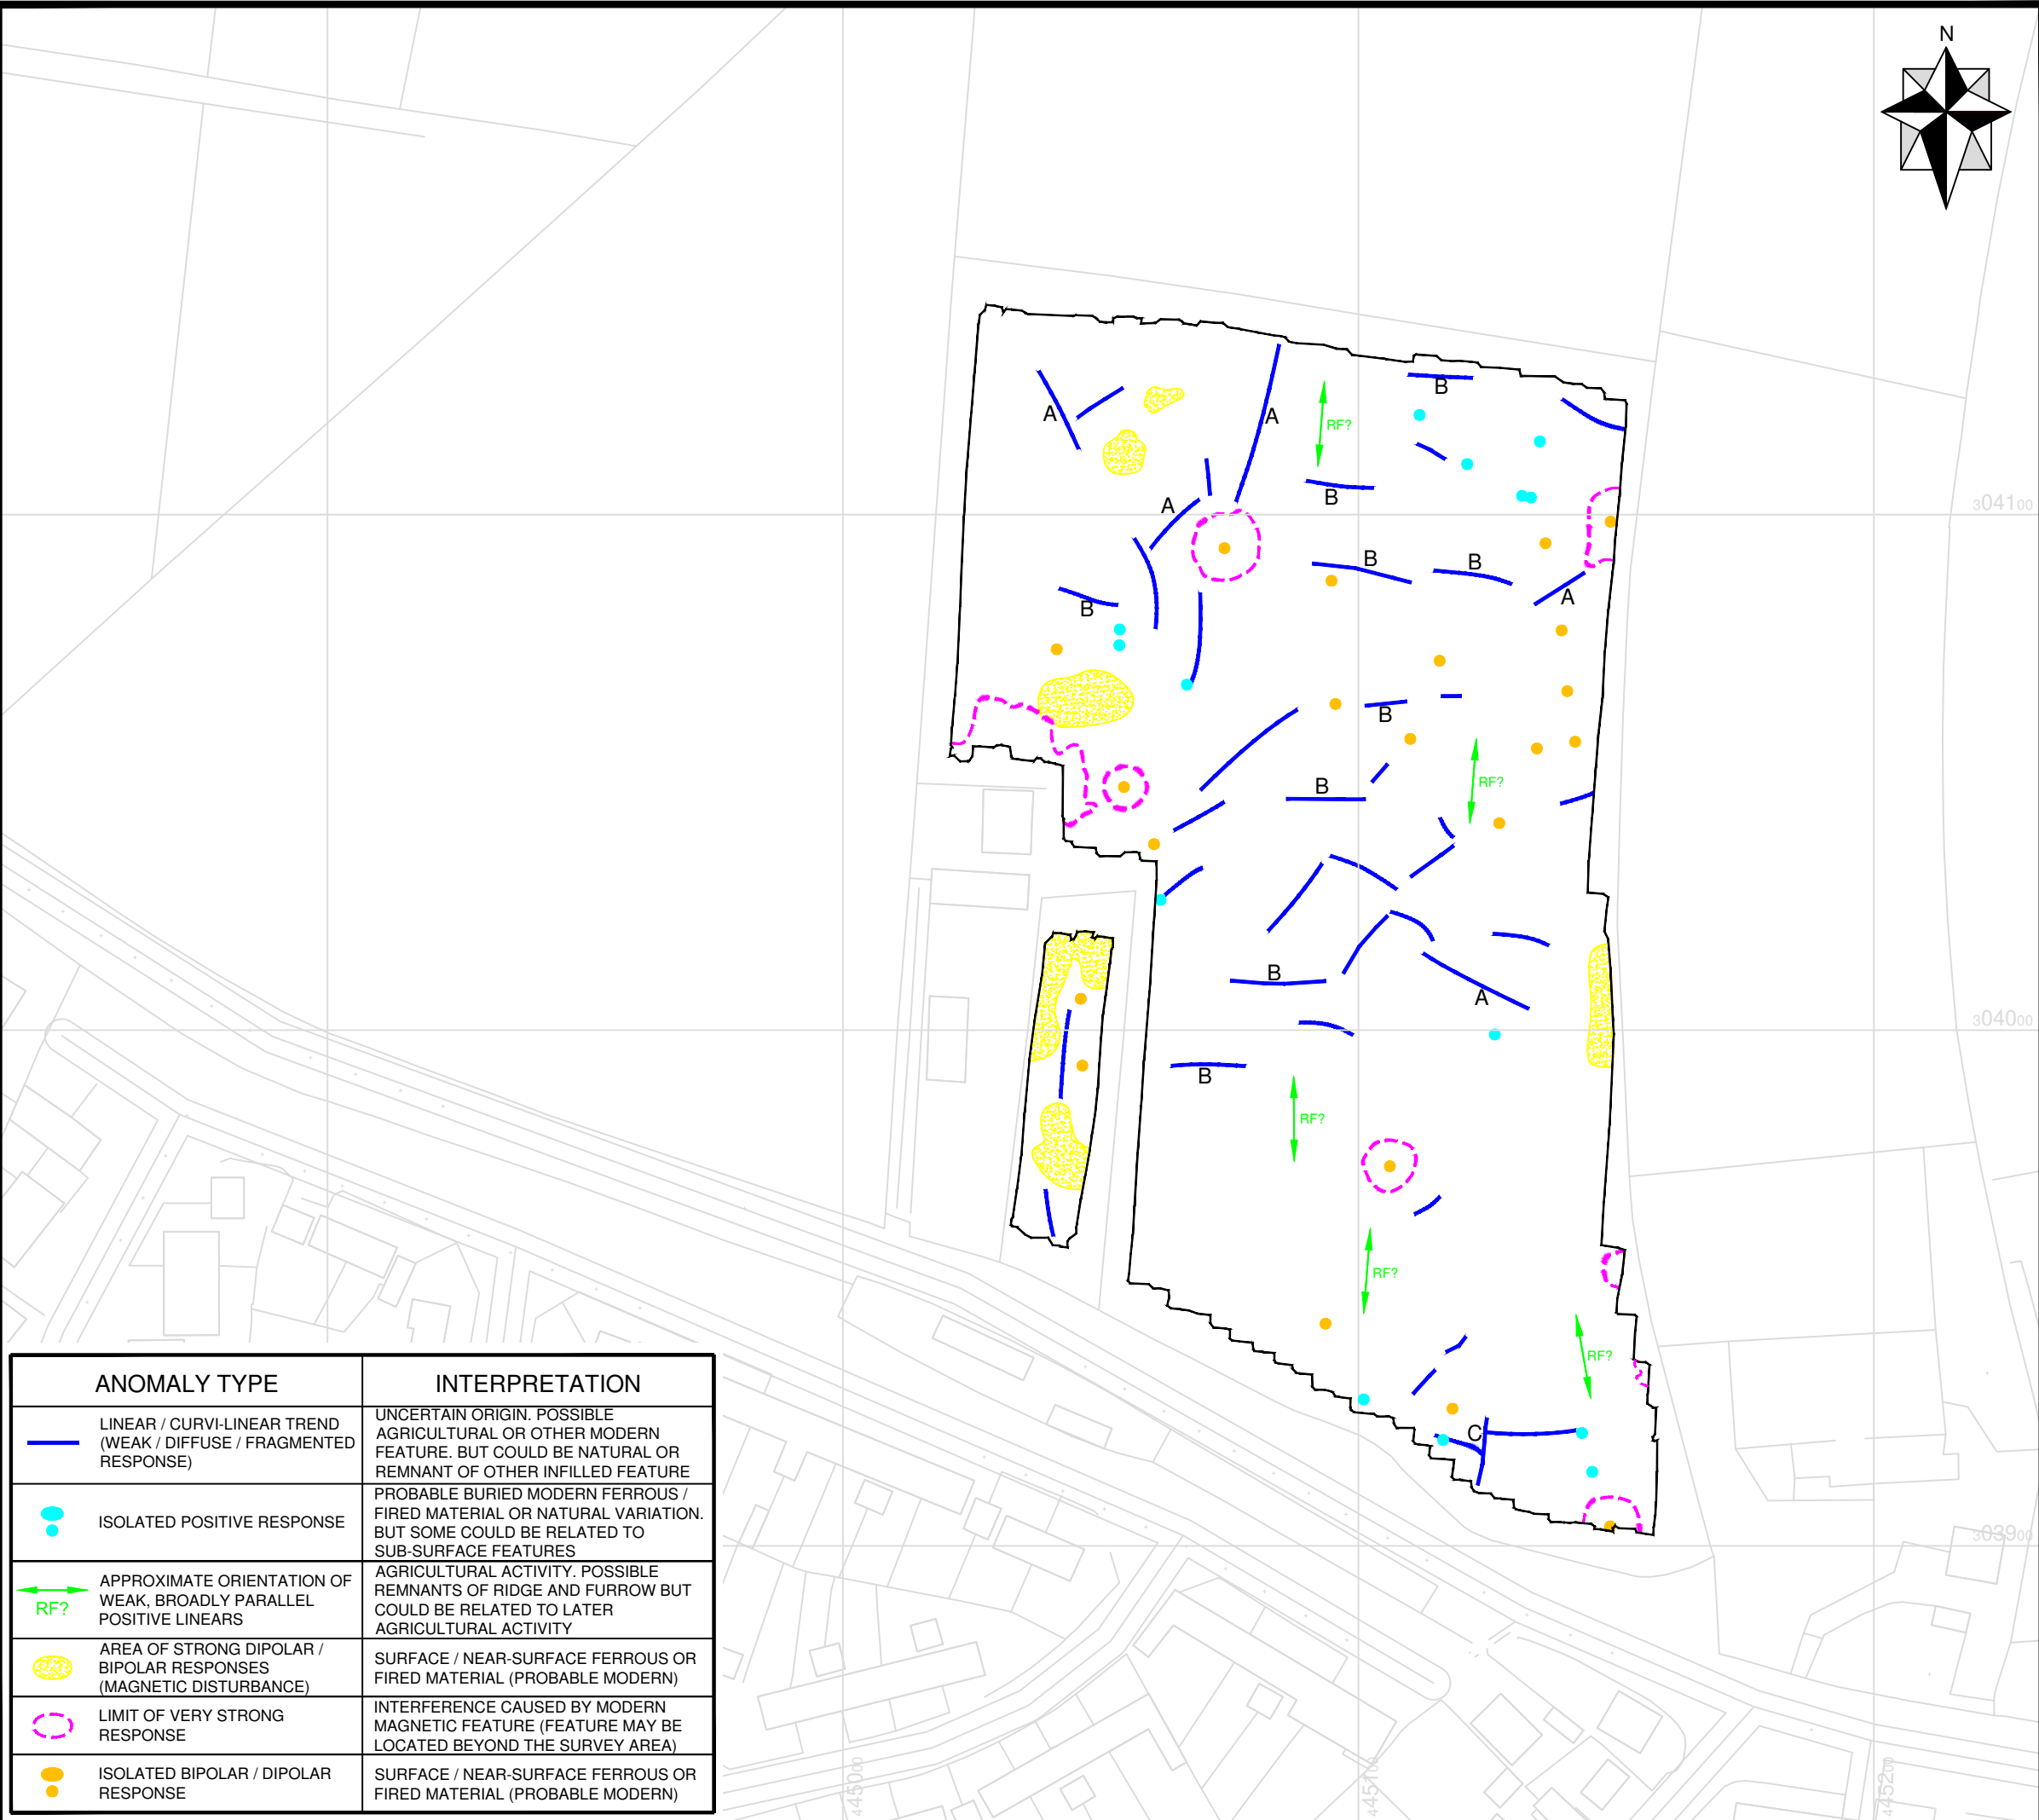 N
B
A
A
RF?
B
A
304100
B
B
A
B
B
RF?
B
B
A
304000
B
RF?
RF?
RF?
C
303900
ANOMALY TYPE
INTERPRETATION
LINEAR / CURVI-LINEAR TREND
(WEAK / DIFFUSE / FRAGMENTED
RESPONSE)
UNCERTAIN ORIGIN. POSSIBLE
AGRICULTURAL OR OTHER MODERN
FEATURE. BUT COULD BE NATURAL OR
REMNANT OF OTHER INFILLED FEATURE
ISOLATED POSITIVE RESPONSE
PROBABLE BURIED MODERN FERROUS /
FIRED MATERIAL OR NATURAL VARIATION.
BUT SOME COULD BE RELATED TO
SUB-SURFACE FEATURES
RF?
APPROXIMATE ORIENTATION OF
WEAK, BROADLY PARALLEL
POSITIVE LINEARS
AGRICULTURAL ACTIVITY. POSSIBLE
REMNANTS OF RIDGE AND FURROW BUT
COULD BE RELATED TO LATER
AGRICULTURAL ACTIVITY
AREA OF STRONG DIPOLAR /
BIPOLAR RESPONSES
(MAGNETIC DISTURBANCE)
SURFACE / NEAR-SURFACE FERROUS OR
FIRED MATERIAL (PROBABLE MODERN)
LIMIT OF VERY STRONG
RESPONSE
INTERFERENCE CAUSED BY MODERN
MAGNETIC FEATURE (FEATURE MAY BE
LOCATED BEYOND THE SURVEY AREA)
ISOLATED BIPOLAR / DIPOLAR
RESPONSE
SURFACE / NEAR-SURFACE FERROUS OR
FIRED MATERIAL (PROBABLE MODERN)
445000
445100
445200